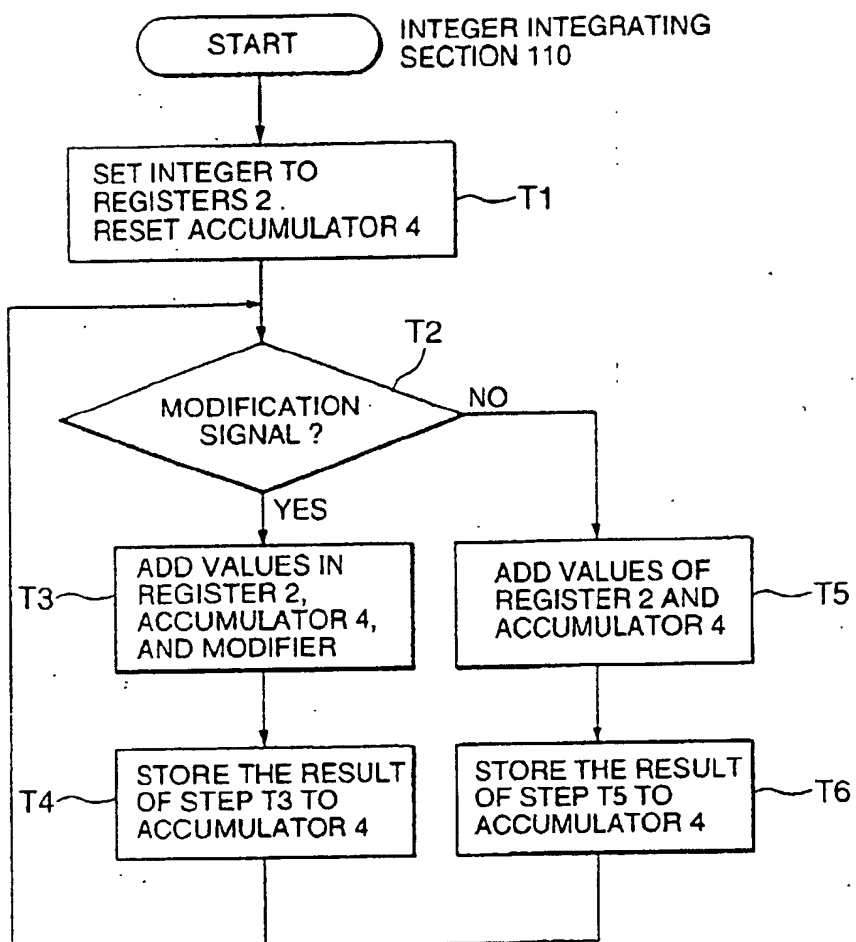 START
INTEGER INTEGRATING
SECTION 110
SET INTEGER TO
REGISTERS 2 .
RESET ACCUMULATOR 4
T1
T2
MODIFICATION
SIGNAL ?
NO
YES
T3
ADD VALUES IN
REGISTER 2,
ACCUMULATOR 4,
AND MODIFIER
ADD VALUES OF
REGISTER 2 AND
ACCUMULATOR 4
T5
T4
STORE THE RESULT
OF STEP T3 TO
ACCUMULATOR 4
STORE THE RESULT
OF STEP T5 TO
ACCUMULATOR 4
T6